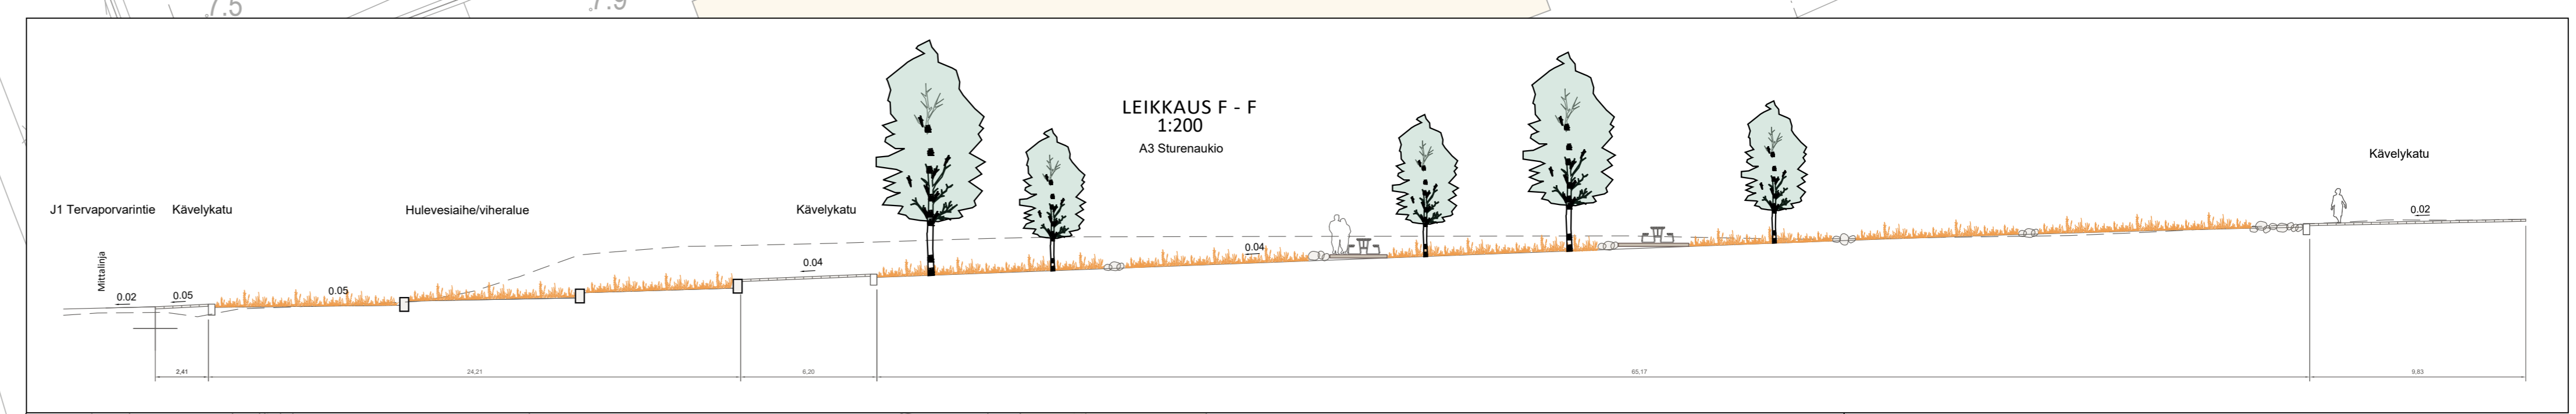 7.5
7.9
LEIKKAUS F - F
1:200
A3 Sturenaukio
Kävelykatu
J1 Tervaporvarintie
Kävelykatu
Hulevesiaihe/viheralue
Kävelykatu
Mittalinja
0.02
0.05
0.05
0.04
0.04
0.02
2,41
24,21
6,20
65,17
9,83